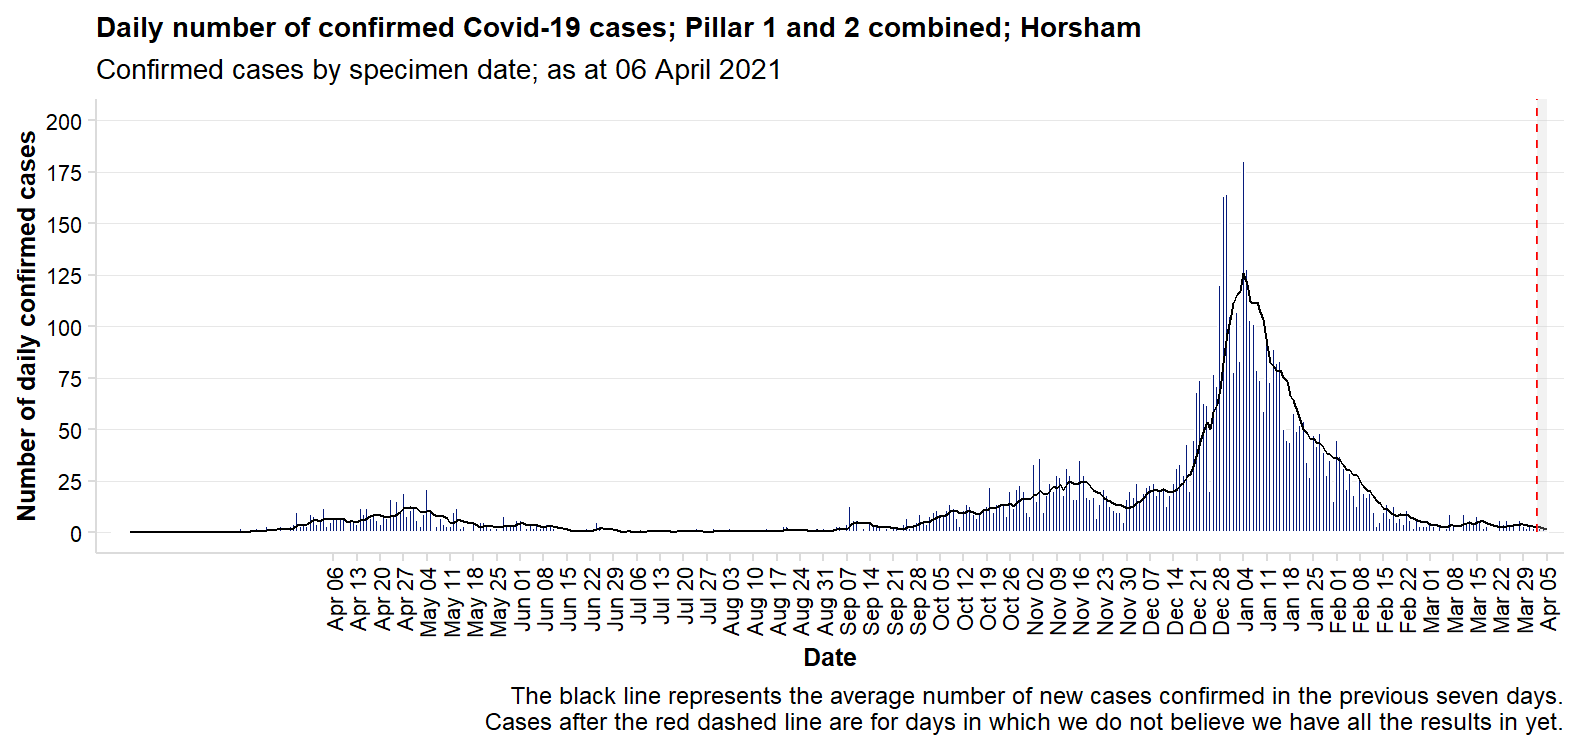 Daily number of confirmed Covid-19 cases; Pillar 1 and 2 combined; Horsham
Confirmed cases by specimen date; as at 06 April 2021
Number of daily confirmed cases
200
175
150
125
100
75
50
25
0
Apr 06
Apr 13
Apr 20
Apr 27
May 04
May 11
May 18
May 25
Jun 01
Jun 08
Jun 15
Jun 22
Jun 29
Jul 06
Jul 13
Jul 20
Jul 27
Aug 03
Aug 10
Aug 17
Aug 24
Aug 31
Sep 07
Sep 14
Sep 21
Sep 28
Oct 05
Oct 12
Oct 19
Oct 26
Nov 02
Nov 09
Nov 16
Nov 23
Nov 30
Dec 07
Dec 14
Dec 21
Dec 28
Jan 04
Jan 11
Jan 18
Jan 25
Feb 01
Feb 08
Feb 15
Feb 22
Mar 01
Mar 08
Mar 15
Mar 22
Mar 29
Apr 05
Date
The black line represents the average number of new cases confirmed in the previous seven days.
Cases after the red dashed line are for days in which we do not believe we have all the results in yet.